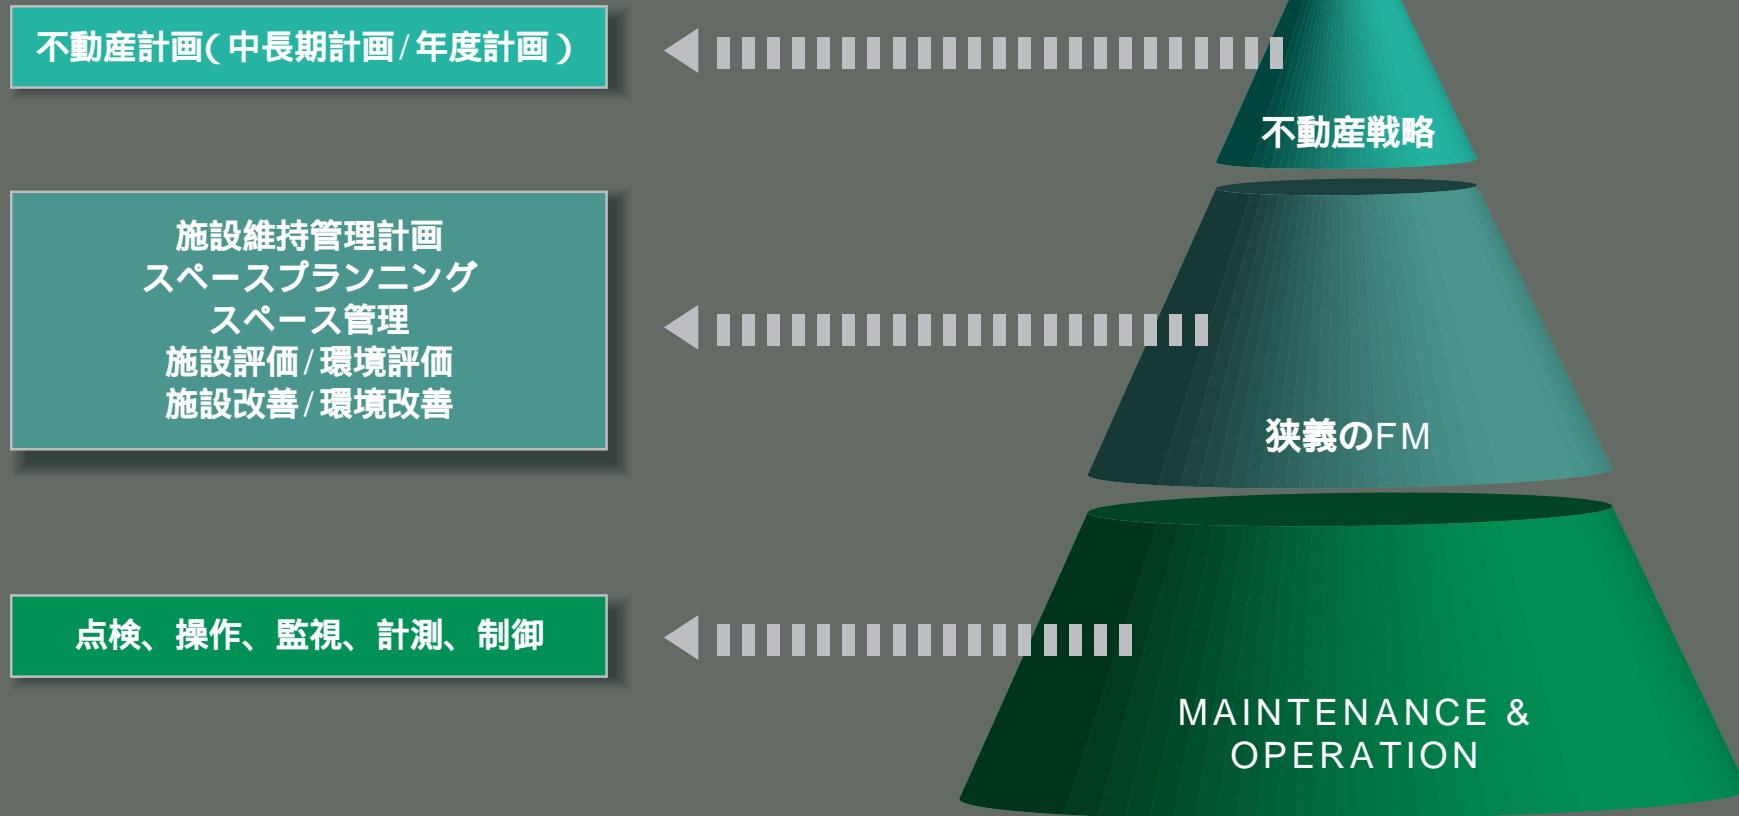 不動産計画(中長期計画/年度計画)
不動産戦略
施設維持管理計画
スペースプランニング
スペース管理
施設評価/環境評価
施設改善/環境改善
狭義のFM
点検、操作、監視、計測、制御
MAINTENANCE &
OPERATION